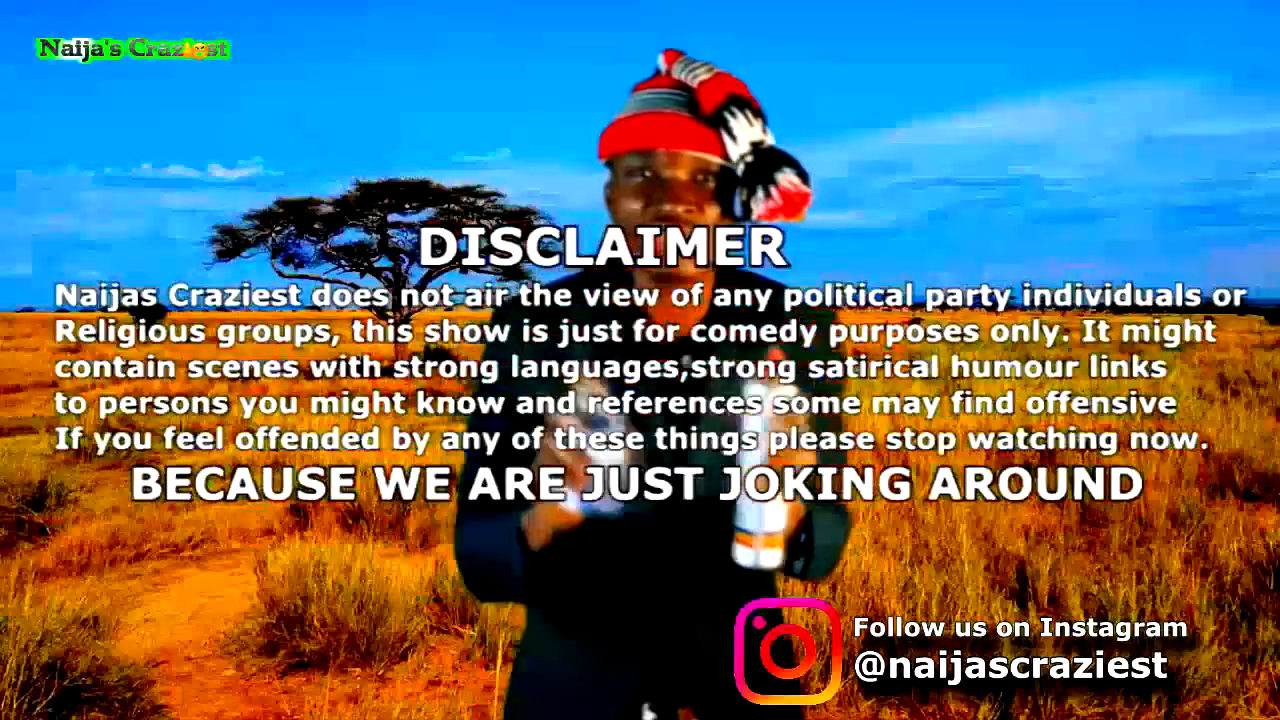 Naija's Craziest
DISCLAIMER
Naijas Craziest does not air the view of any political party individuals or
Religious groups, this show is just for comedy purposes only. It might
contain scenes with strong languages,strong satirical humour links
to persons you might know and references some may find offensive
If you feel offended by any of these things please stop watching now.
BECAUSE WE ARE JUST JOKING AROUND
Follow us on Instagram
@naijascraziest